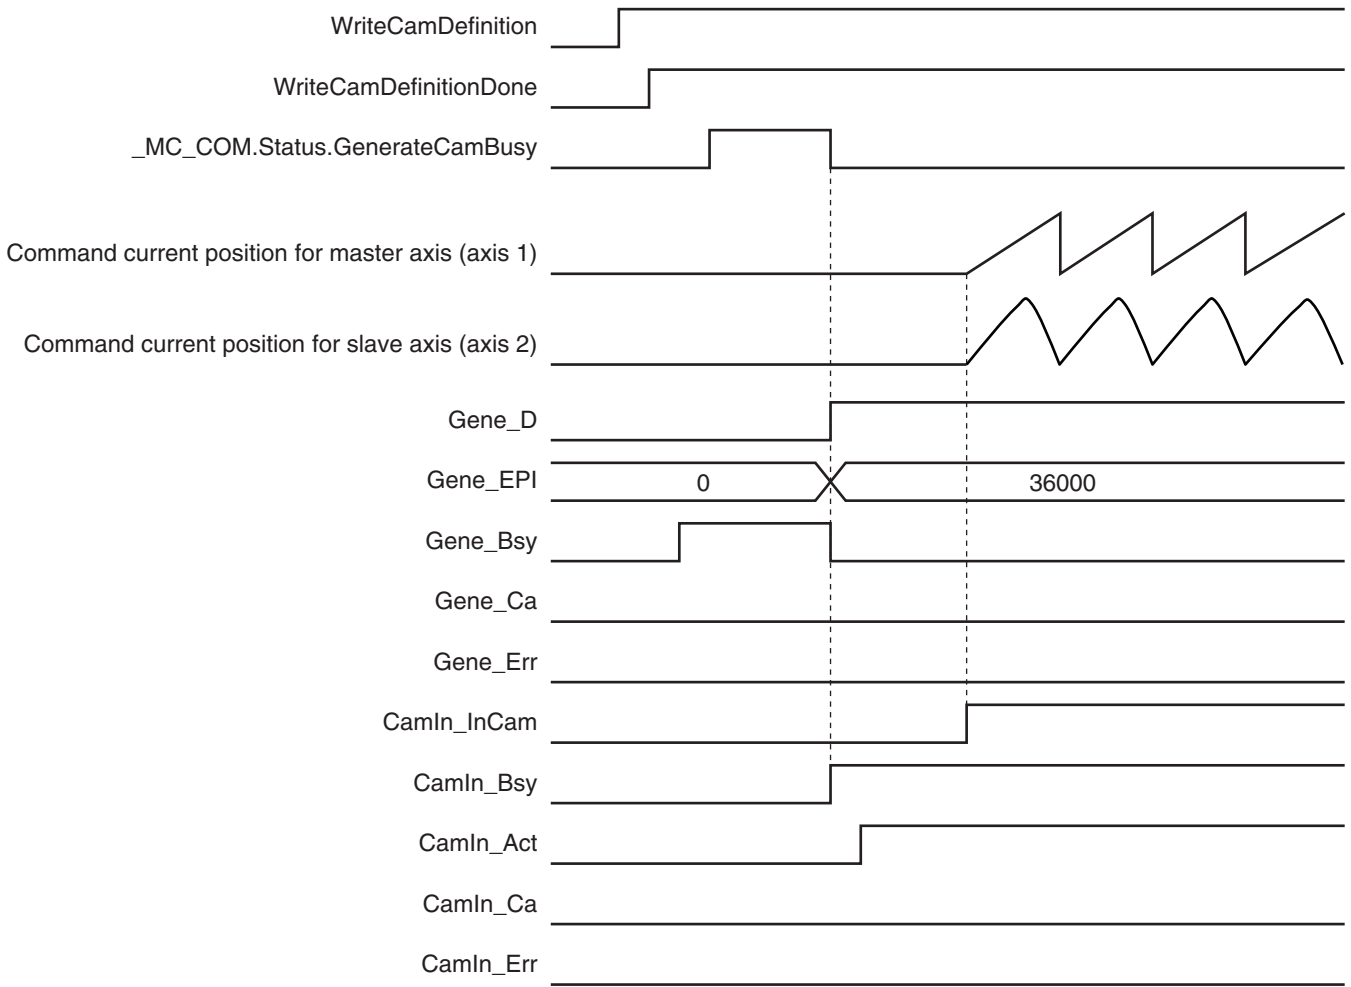 WriteCamDefinition
WriteCamDefinitionDone
_MC_COM.Status.GenerateCamBusy
Command current position for master axis (axis 1)
Command current position for slave axis (axis 2)
Gene_D
Gene_EPI 0 36000
Gene_Bsy
Gene_Ca
Gene_Err
CamIn_InCam
CamIn_Bsy
CamIn_Act
CamIn_Ca
CamIn_Err